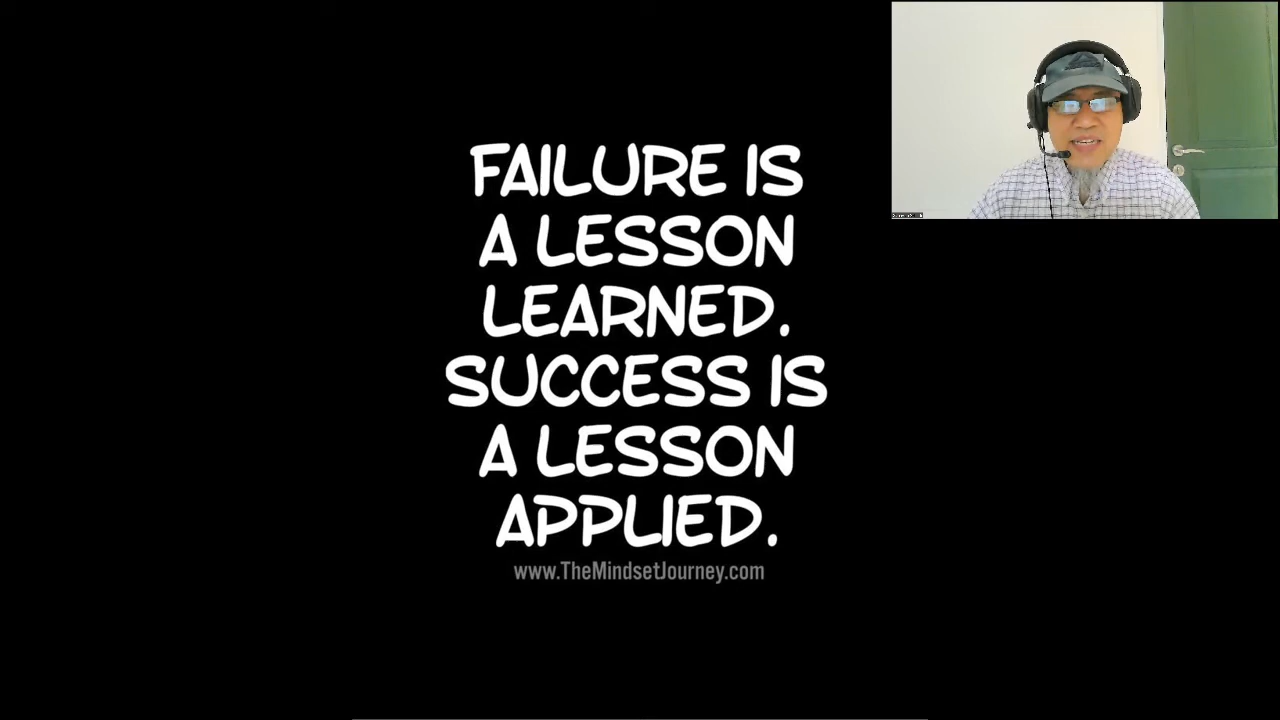 FAILURE IS
A LESSON
LEARNED.
SUCCESS IS
A LESSON
APPLIED.
www.TheMindsetJourney.com